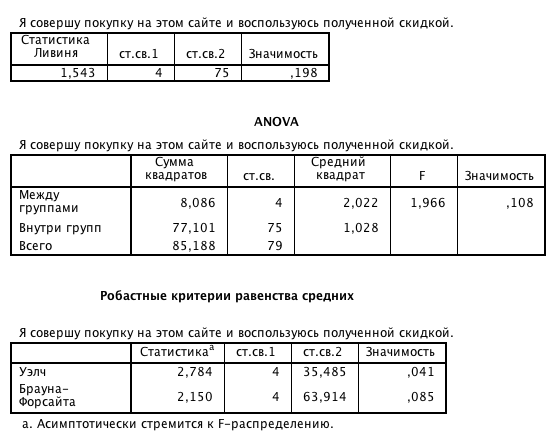 Я совершу покупку на этом сайте и воспользуюсь полученной скидкой.
Статистика Ливиня ст.св.1 ст.св.2 Значимость
1,543 4 75 ,198
ANOVA
Я совершу покупку на этом сайте и воспользуюсь полученной скидкой.
Сумма квадратов ст.св. Средний квадрат F Значимость
Между группами 8,086 4 2,022 1,966 ,108
Внутри групп 77,101 75 1,028
Всего 85,188 79
Робастные критерии равенства средних
Я совершу покупку на этом сайте и воспользуюсь полученной скидкой.
Статистикаª ст.св.1 ст.св.2 Значимость
Уэлч 2,784 4 35,485 ,041
Брауна-Форсайта 2,150 4 63,914 ,085
a. Асимптотически стремится к F-распределению.